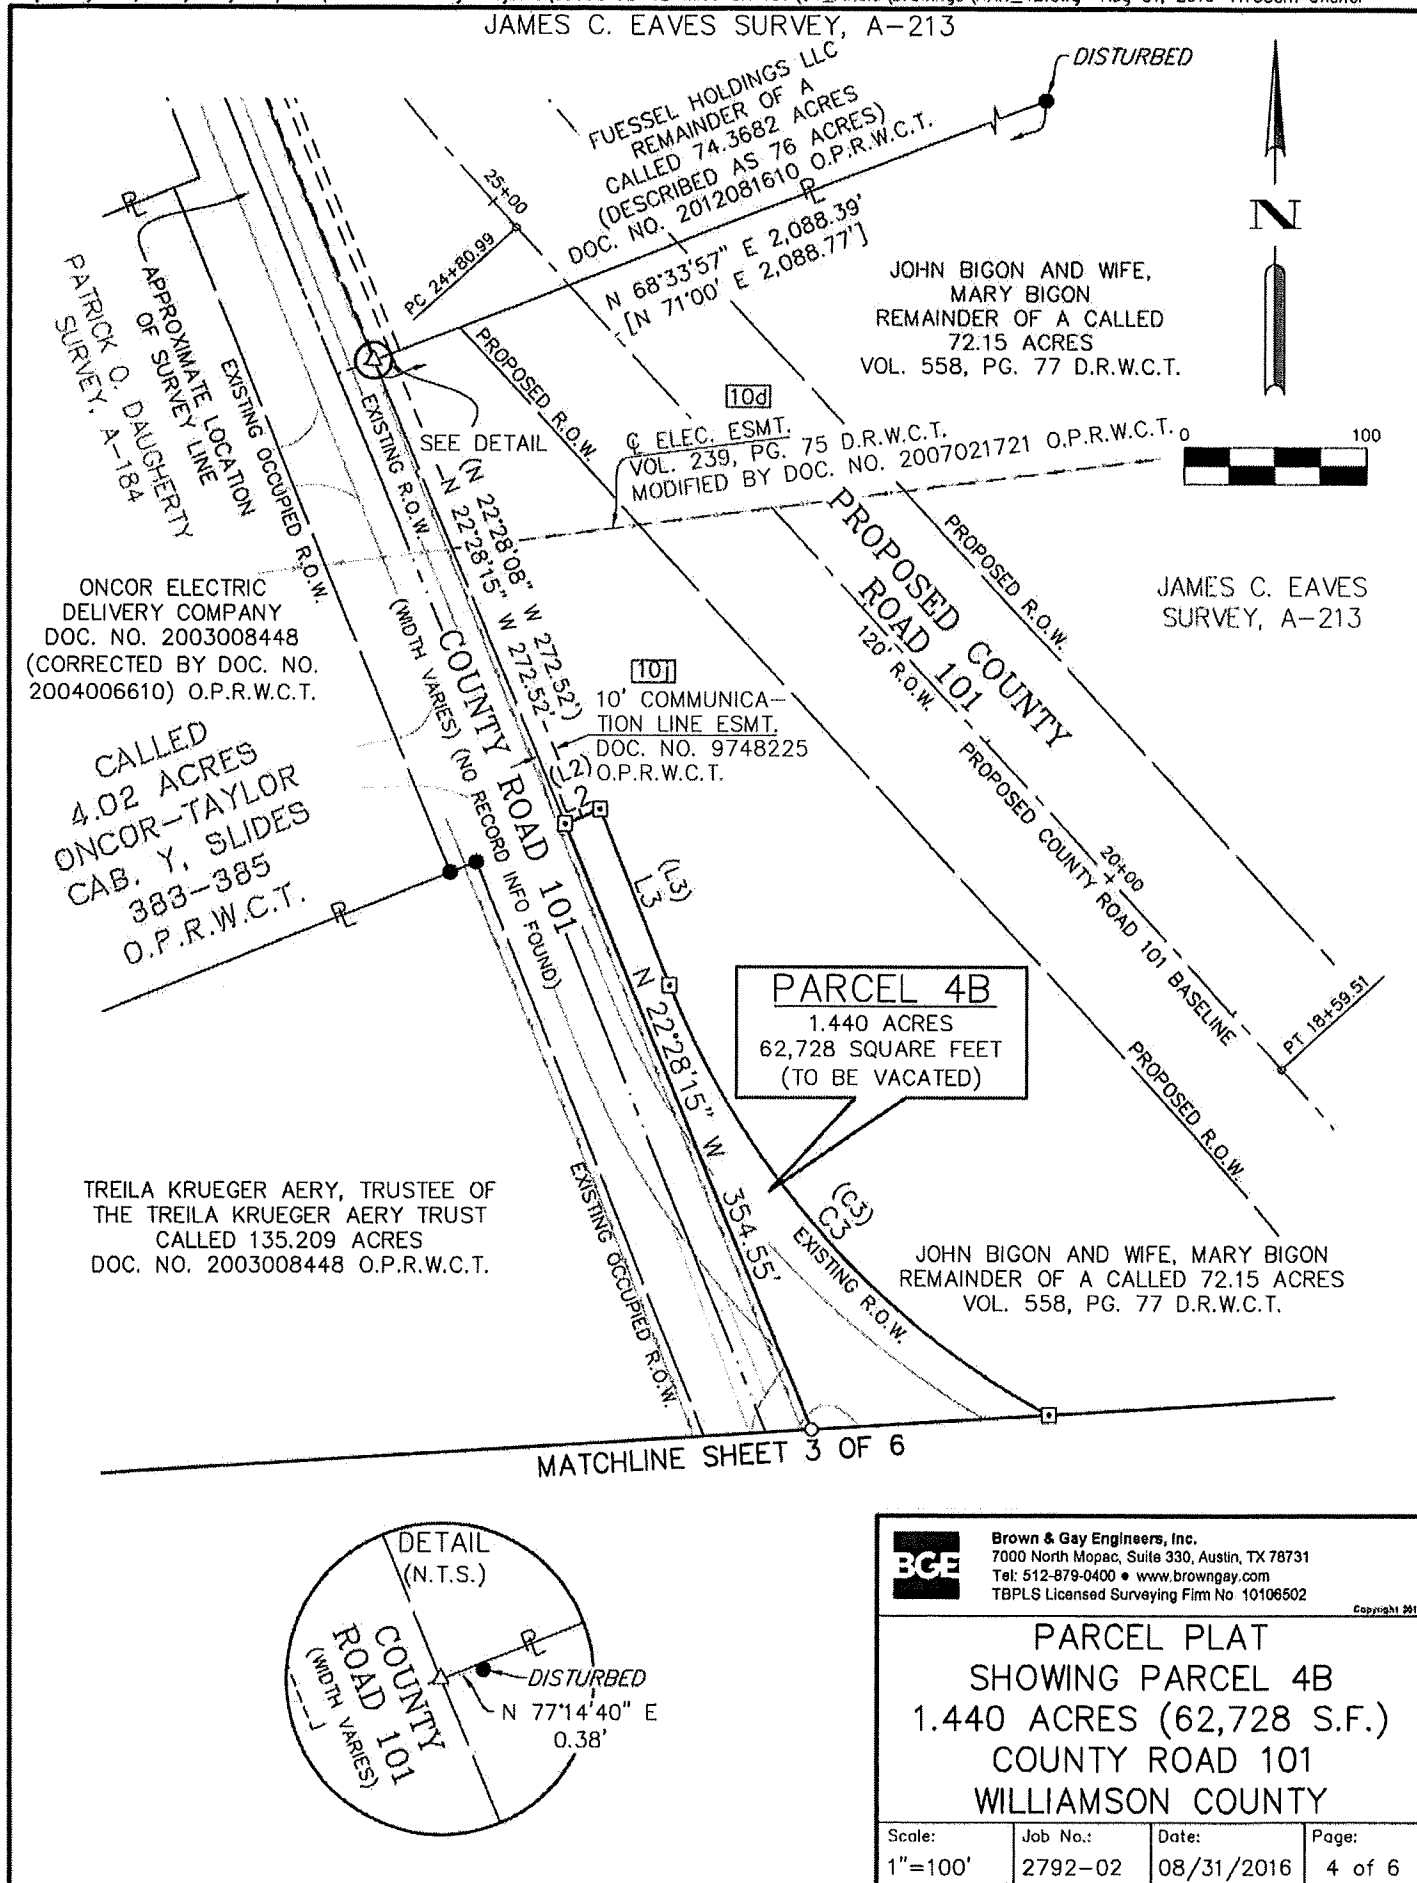 JAMES C. EAVES SURVEY, A-213
DISTURBED
FUESSEL HOLDINGS LLC
REMAINDER OF A
CALLED 74.3682 ACRES
(DESCRIBED AS 76 ACRES)
DOC. NO. 2012081610 O.P.R.W.C.T.
N 68°33'57" E 2,088.39'
[N 71°00' E 2,088.77']
25+00
PC 24+80.99
N
JOHN BIGON AND WIFE,
MARY BIGON
REMAINDER OF A CALLED
72.15 ACRES
VOL. 558, PG. 77 D.R.W.C.T.
0 100
PATRICK O. DAUGHERTY
SURVEY, A-184
APPROXIMATE LOCATION
OF SURVEY LINE
EXISTING OCCUPIED R.O.W.
EXISTING R.O.W.
SEE DETAIL
PROPOSED R.O.W.
10d
℄ ELEC. ESMT.
VOL. 239, PG. 75 D.R.W.C.T.
MODIFIED BY DOC. NO. 2007021721 O.P.R.W.C.T.
(N 22°28'08" W 272.52')
N 22°28'15" W 272.52'
PROPOSED R.O.W.
PROPOSED COUNTY
ROAD 101
120' R.O.W.
JAMES C. EAVES
SURVEY, A-213
ONCOR ELECTRIC
DELIVERY COMPANY
DOC. NO. 2003008448
(CORRECTED BY DOC. NO.
2004006610) O.P.R.W.C.T.
CALLED
4.02 ACRES
ONCOR-TAYLOR
CAB. Y, SLIDES
383-385
O.P.R.W.C.T.
COUNTY ROAD 101
(WIDTH VARIES) (NO RECORD INFO FOUND)
10j
10' COMMUNICA-
TION LINE ESMT.
DOC. NO. 9748225
O.P.R.W.C.T.
(L2)
L2
(L3)
L3
PROPOSED COUNTY ROAD 101 BASELINE
20+00
PT 18+59.51
PROPOSED R.O.W.
PARCEL 4B
1.440 ACRES
62,728 SQUARE FEET
(TO BE VACATED)
N 22°28'15" W 354.55'
(C3)
C3
EXISTING R.O.W.
EXISTING OCCUPIED R.O.W.
TREILA KRUEGER AERY, TRUSTEE OF
THE TREILA KRUEGER AERY TRUST
CALLED 135.209 ACRES
DOC. NO. 2003008448 O.P.R.W.C.T.
JOHN BIGON AND WIFE, MARY BIGON
REMAINDER OF A CALLED 72.15 ACRES
VOL. 558, PG. 77 D.R.W.C.T.
MATCHLINE SHEET 3 OF 6
DETAIL
(N.T.S.)
COUNTY
ROAD 101
(WIDTH VARIES)
DISTURBED
N 77°14'40" E
0.38'
BGE
Brown & Gay Engineers, Inc.
7000 North Mopac, Suite 330, Austin, TX 78731
Tel: 512-879-0400 • www.browngay.com
TBPLS Licensed Surveying Firm No. 10106502
Copyright
PARCEL PLAT
SHOWING PARCEL 4B
1.440 ACRES (62,728 S.F.)
COUNTY ROAD 101
WILLIAMSON COUNTY
Scale: Job No.: Date: Page:
1"=100' 2792-02 08/31/2016 4 of 6